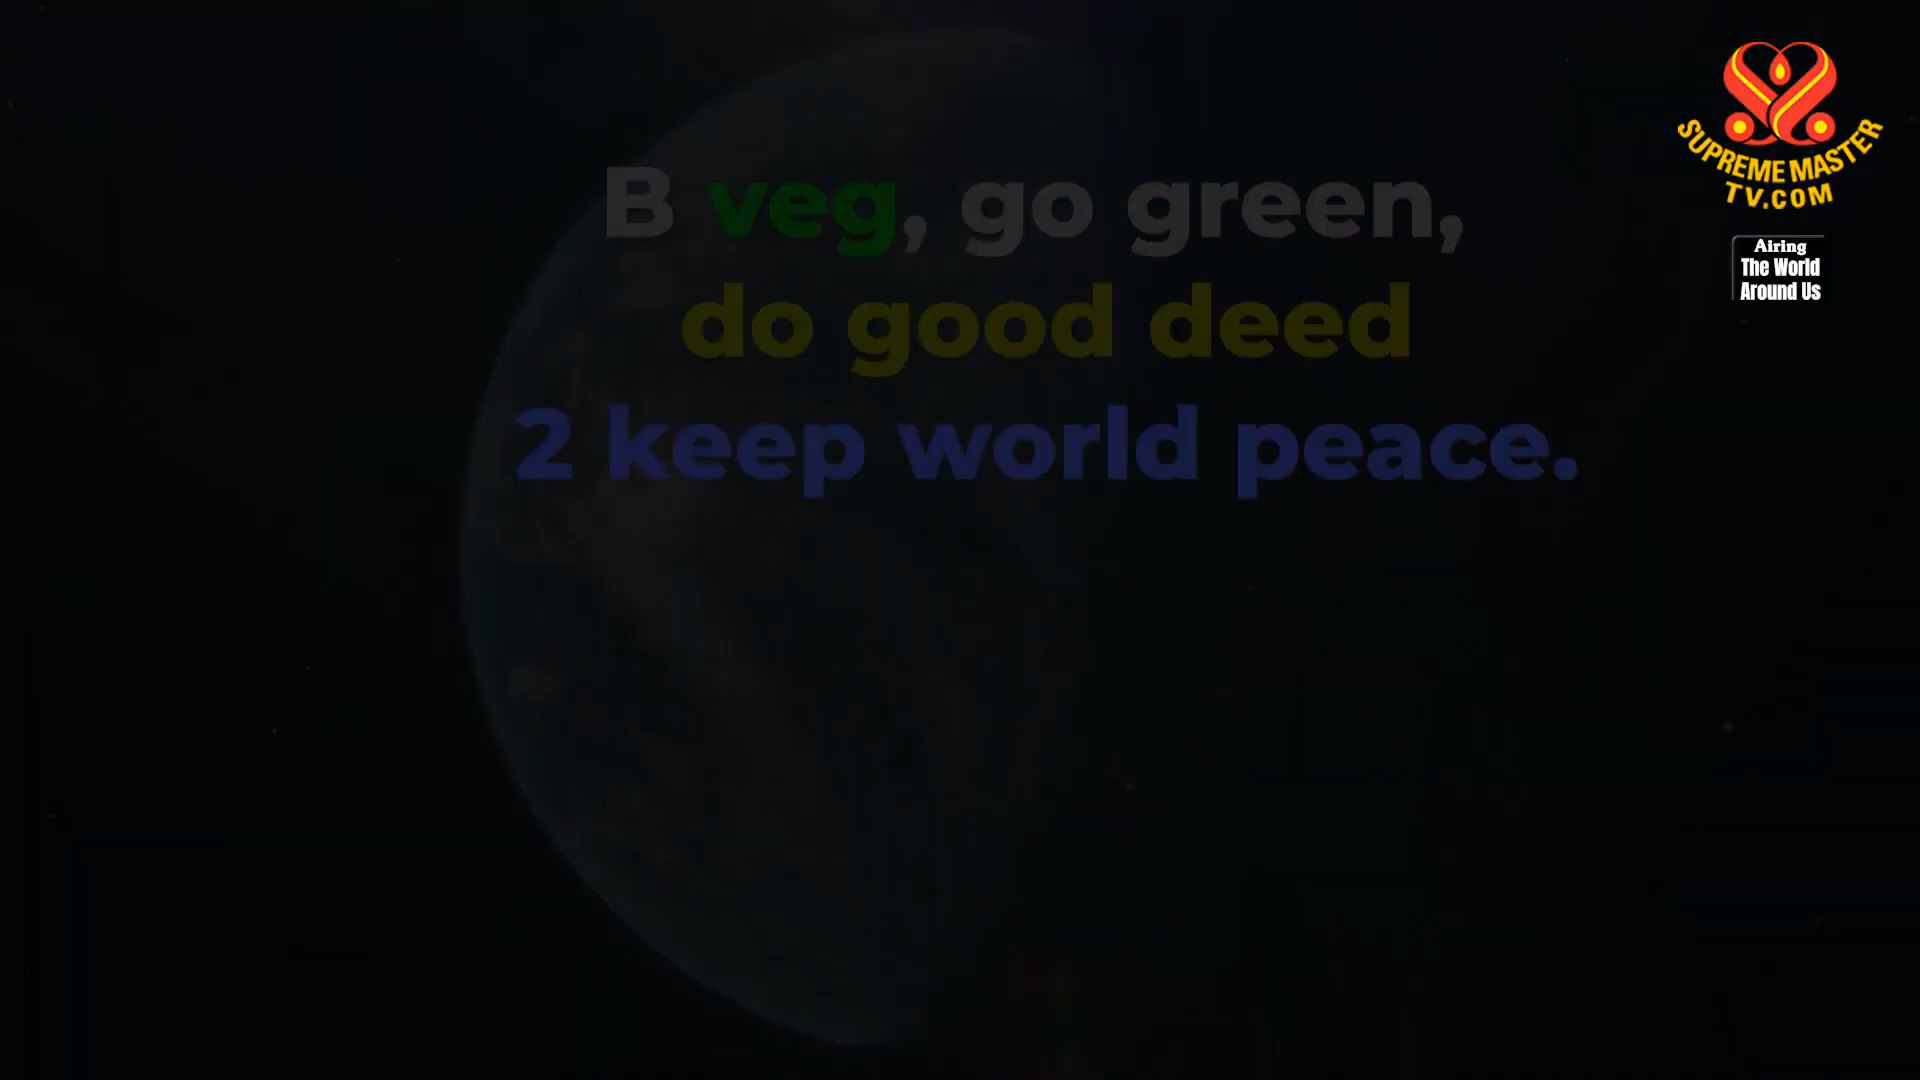 B veg, go green,
do good deed
2 keep world peace.
SUPREME MASTER
TV.COM
Airing
The World
Around Us